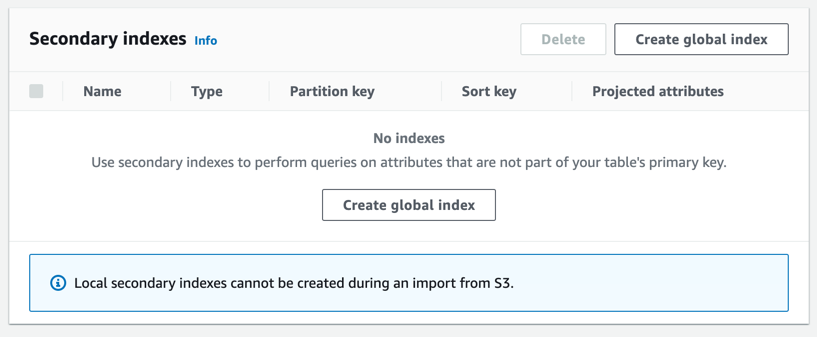 Secondary indexes Info Delete Create global index
Name Type Partition key Sort key Projected attributes
No indexes
Use secondary indexes to perform queries on attributes that are not part of your table's primary key.
Create global index
Local secondary indexes cannot be created during an import from S3.